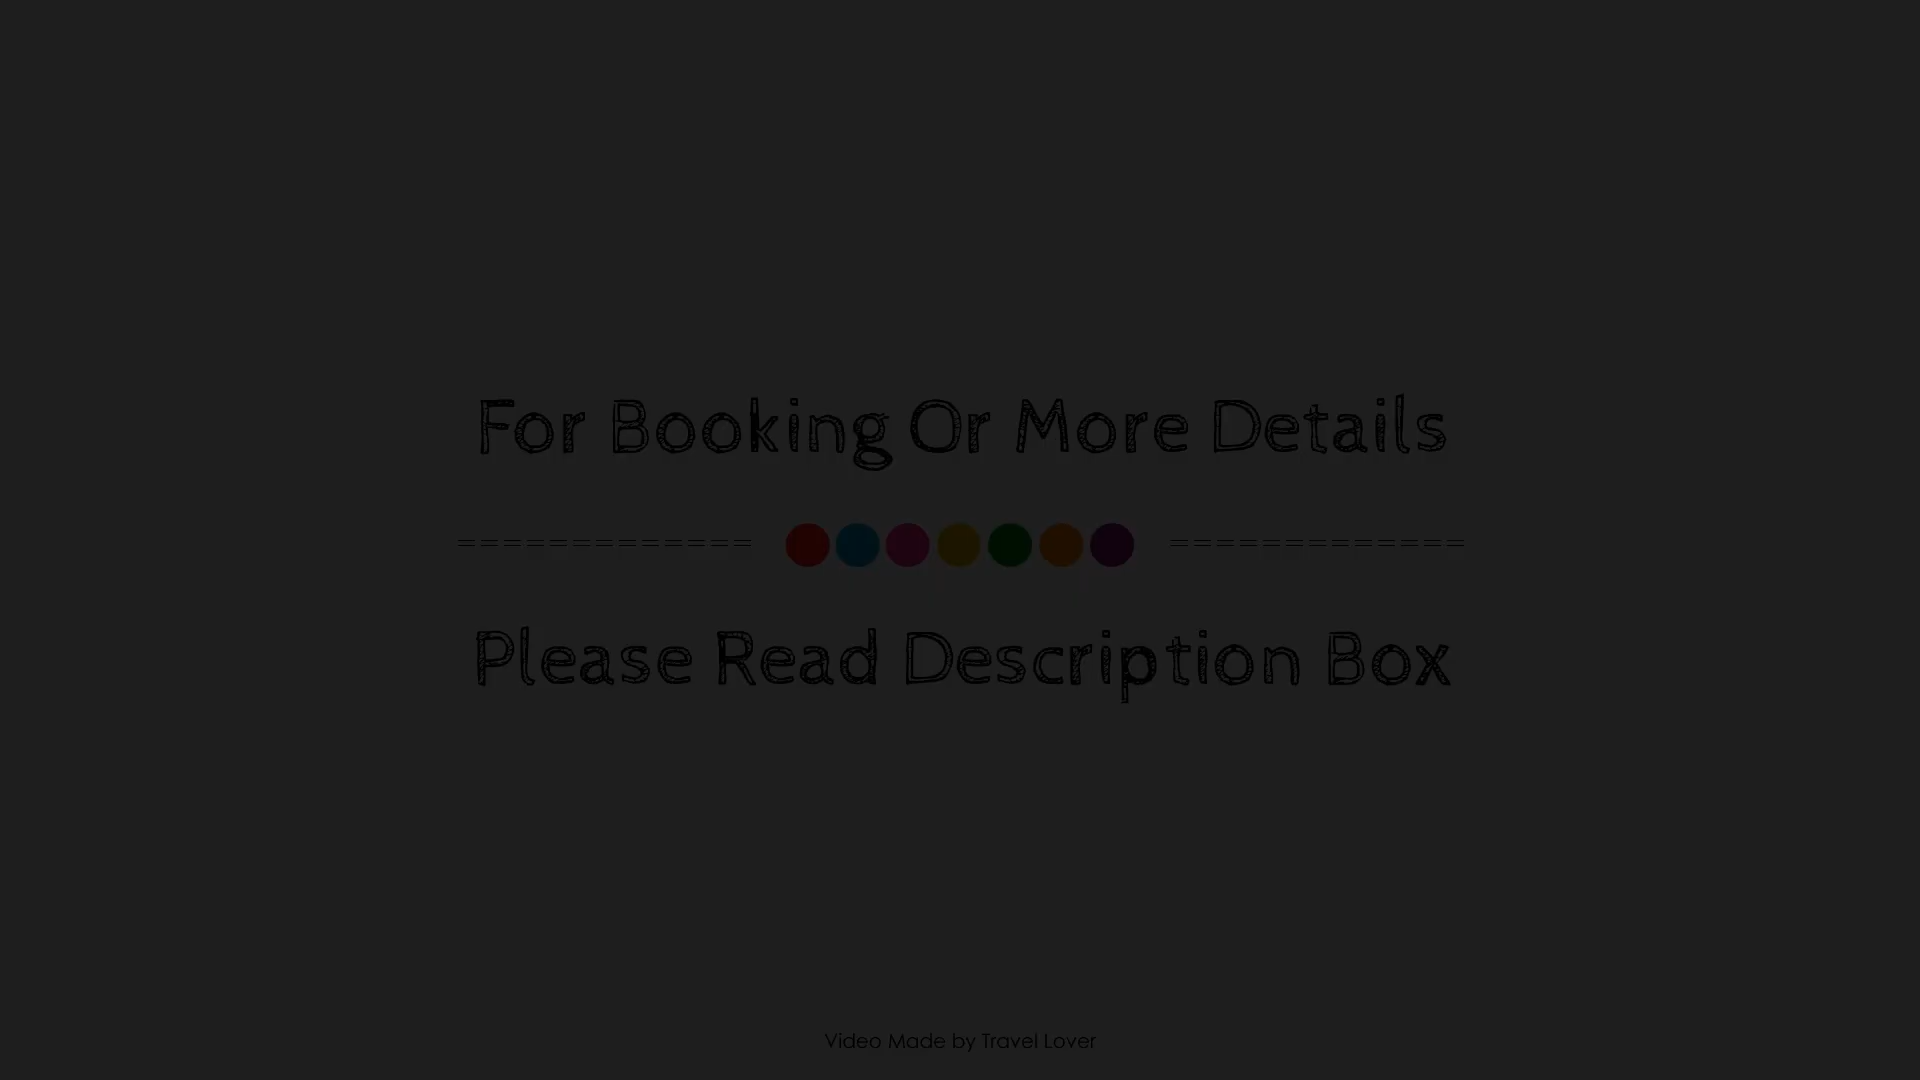 For Booking Or More Details
============= =============
Please Read Description Box
Video Made by Travel Lover